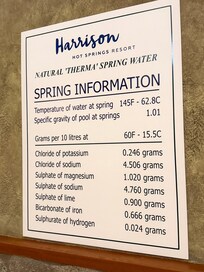 Harrison
HOT SPRINGS RESORT
NATURAL 'THERMA' SPRING WATER
SPRING INFORMATION
Temperature of water at spring 145F - 62.8C
Specific gravity of pool at springs 1.01
Grams per 10 litres at 60F - 15.5C
Chloride of potassium 0.246 grams
Chloride of sodium 4.506 grams
Sulphate of magnesium 1.020 grams
Sulphate of sodium 4.760 grams
Sulphate of lime 0.900 grams
Bicarbonate of iron 0.666 grams
Sulphurate of hydrogen 0.024 grams